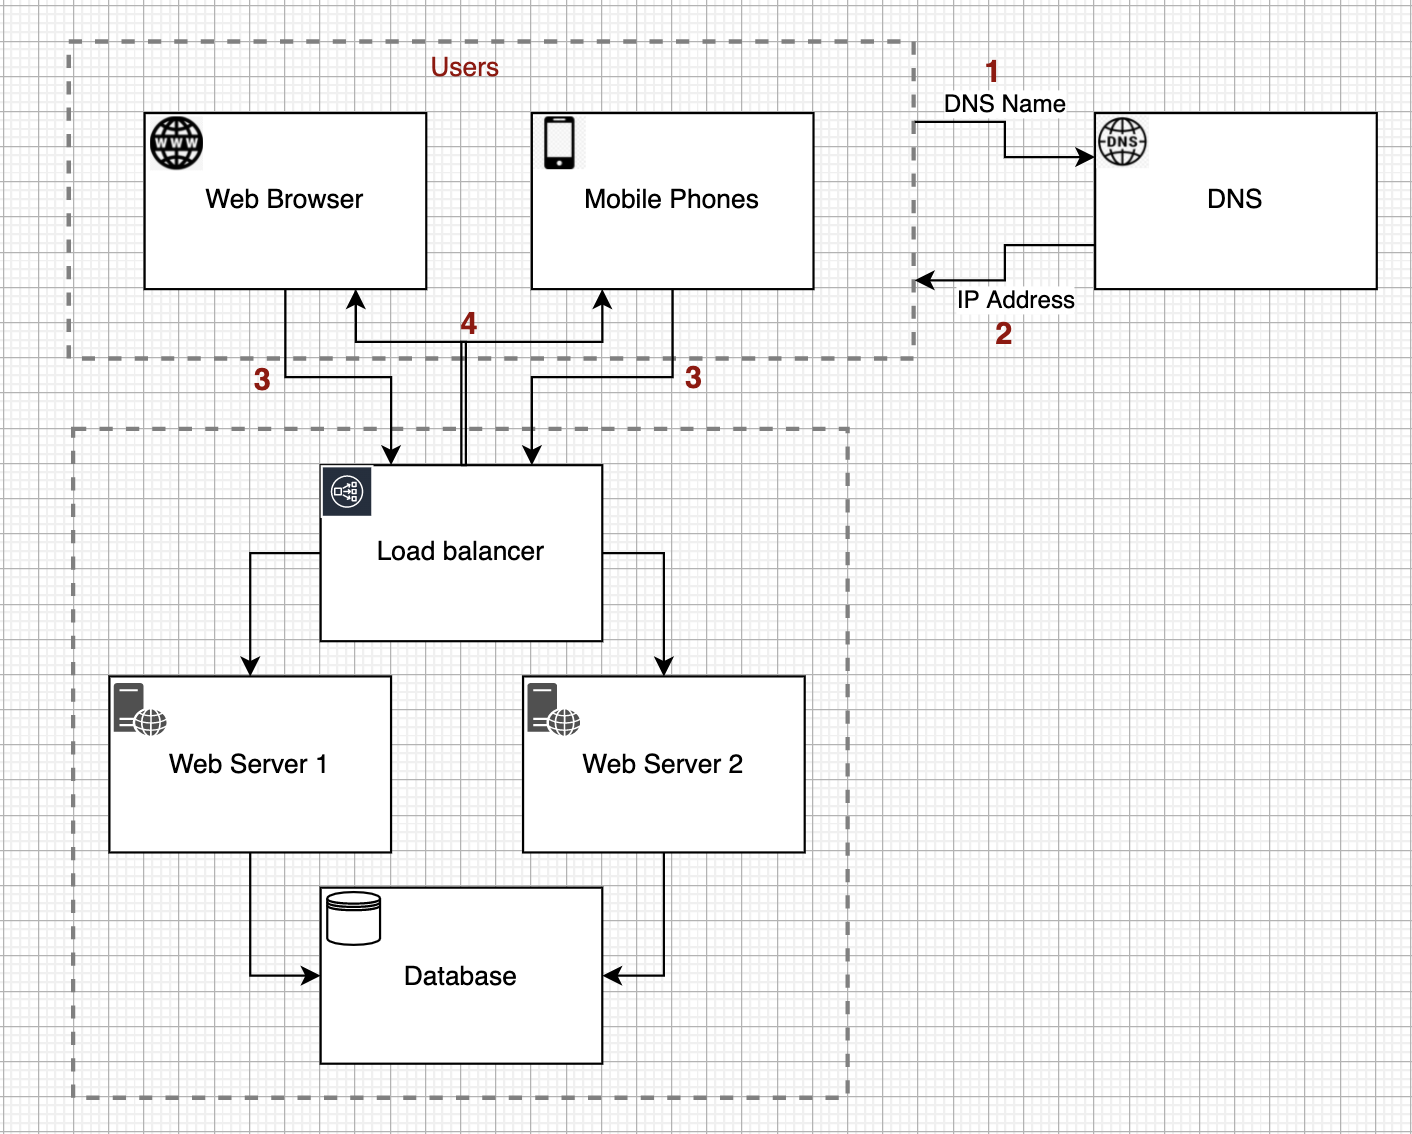 Users
1
DNS Name
WWW
Web Browser
Mobile Phones
DNS
DNS
IP Address
2
4
3
3
Load balancer
Web Server 1
Web Server 2
Database